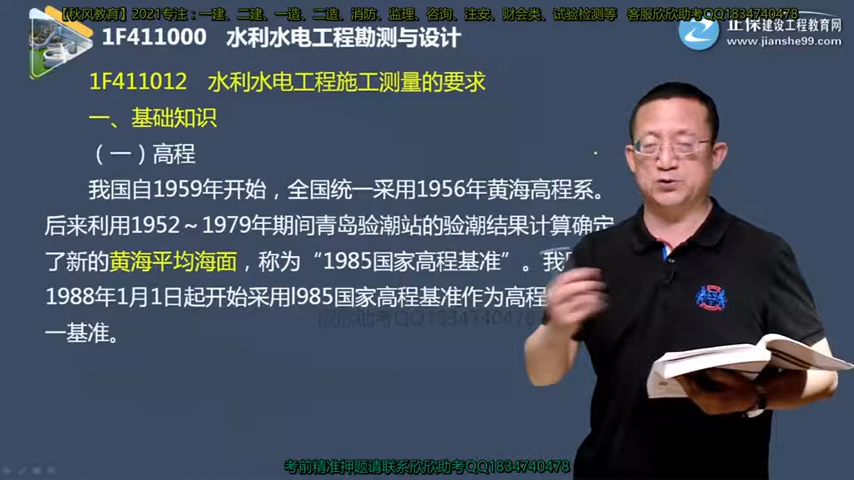 【秋风教育】2021专注：一建、二建、一造、二造、消防、监理、咨询、注安、财会类、试验检测等  客服欣欣助考QQ1834740478
1F411000 水利水电工程勘测与设计
正保建设工程教育网
www.jianshe99.com
1F411012 水利水电工程施工测量的要求
一、基础知识
（一）高程
我国自1959年开始，全国统一采用1956年黄海高程系。
后来利用1952～1979年期间青岛验潮站的验潮结果计算确定
了新的黄海平均海面，称为“1985国家高程基准”。我
1988年1月1日起开始采用l985国家高程基准作为高程
一基准。
欣欣助考QQ1834740478
考前精准押题请联系欣欣助考QQ1834740478